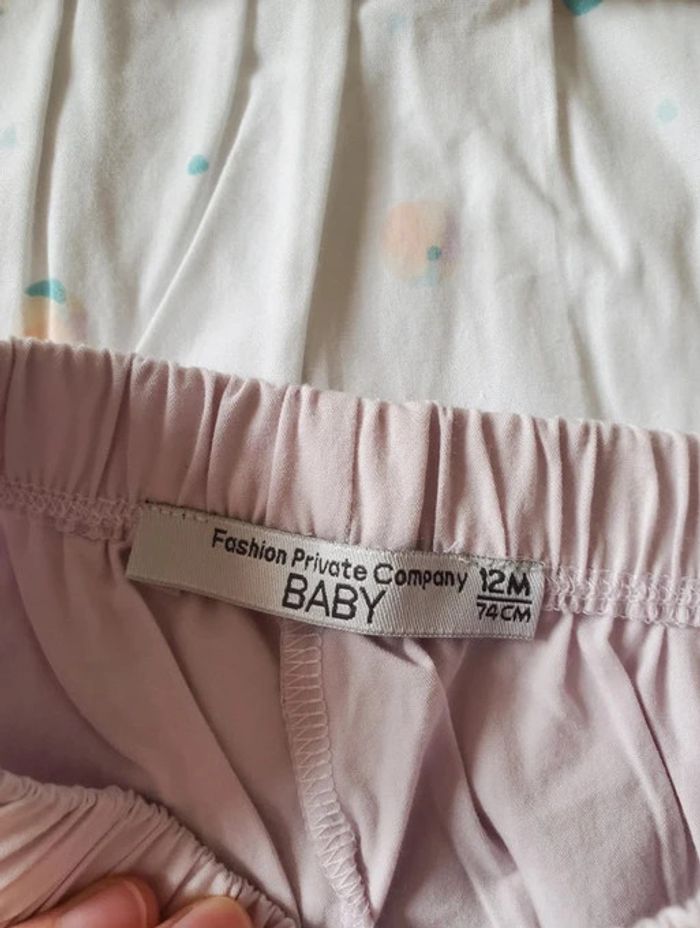 Fashion Private Company
BABY
12M
74CM